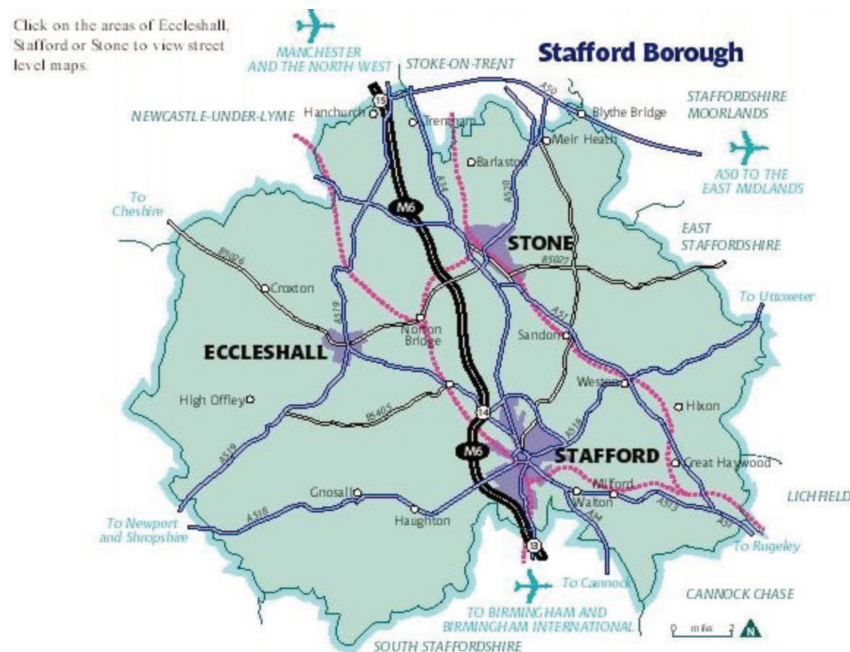 Click on the areas of Eccleshall,
Stafford or Stone to view street
level maps.
Stafford Borough
MANCHESTER
AND THE NORTH WEST
STOKE-ON-TRENT
A50
15
NEWCASTLE-UNDER-LYME
Hanchurch
Trentham
Blythe Bridge
STAFFORDSHIRE
MOORLANDS
Meir Heath
Barlaston
A50 TO THE
EAST MIDLANDS
A34
A520
To
Cheshire
M6
STONE
EAST
STAFFORDSHIRE
B5026
B5027
Croxton
To Uttoxeter
A519
A51
Norton
Bridge
Sandon
ECCLESHALL
Weston
High Offley
Hixon
B5405
14
A518
A519
M6
STAFFORD
Great Haywood
Gnosall
Milford
Walton
LICHFIELD
A518
Haughton
A34
A513
A51
To Newport
and Shropshire
13
To Rugeley
To Cannock
CANNOCK CHASE
TO BIRMINGHAM AND
BIRMINGHAM INTERNATIONAL
0 miles 2
N
SOUTH STAFFORDSHIRE